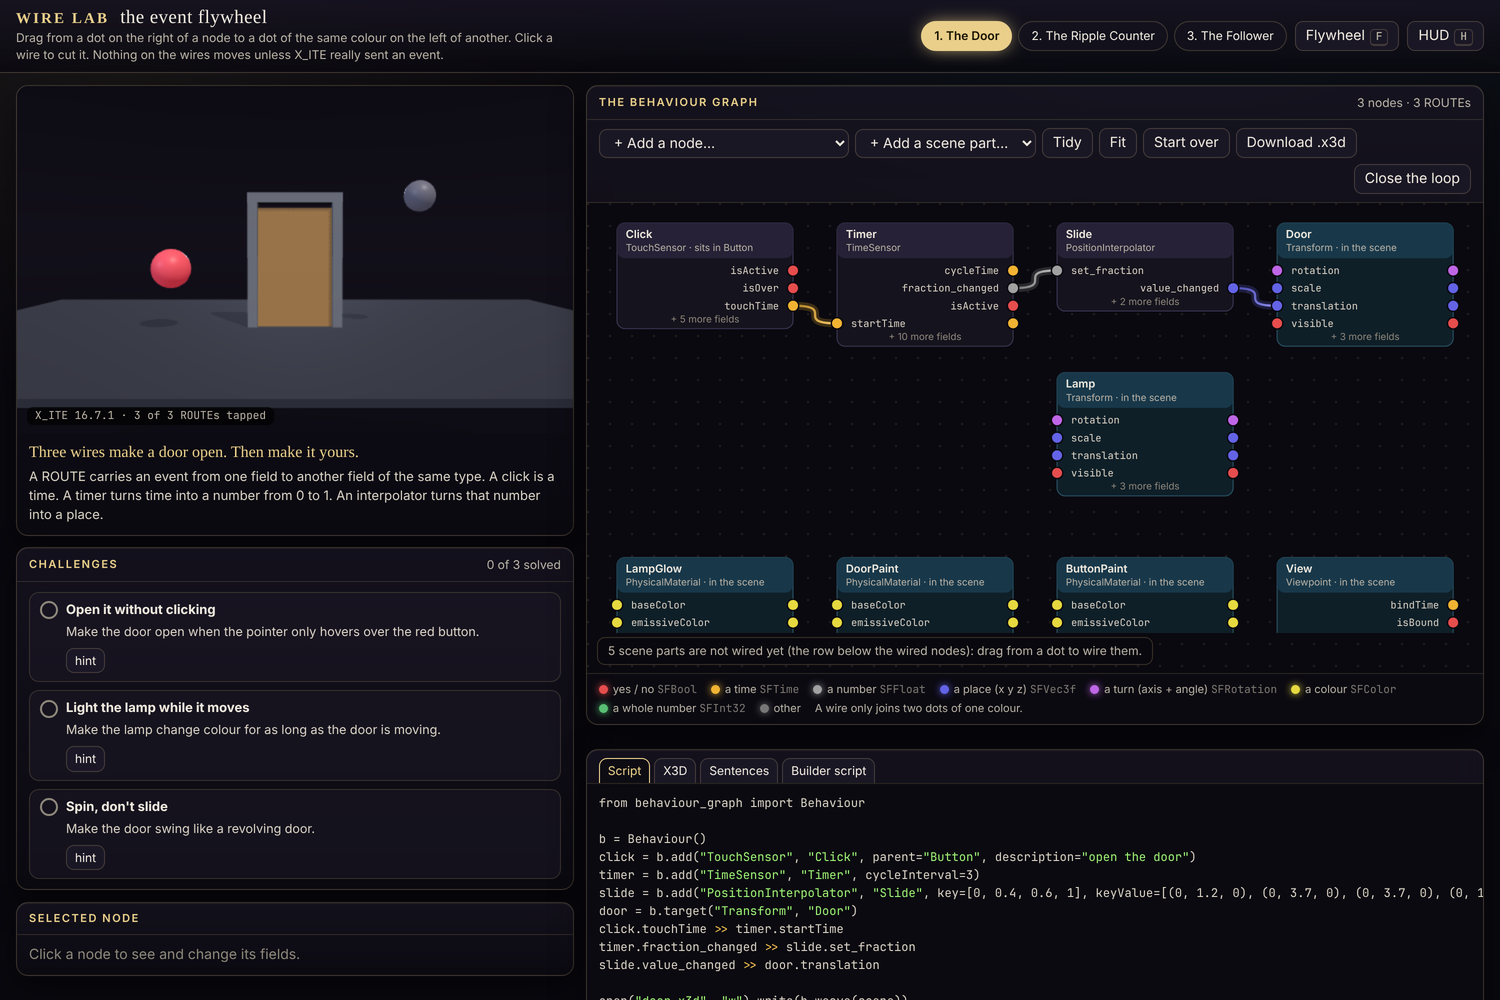 WIRE LAB the event flywheel
Drag from a dot on the right of a node to a dot of the same colour on the left of another. Click a
wire to cut it. Nothing on the wires moves unless X_ITE really sent an event.
1. The Door
2. The Ripple Counter
3. The Follower
Flywheel F
HUD H
X_ITE 16.7.1 · 3 of 3 ROUTEs tapped
Three wires make a door open. Then make it yours.
A ROUTE carries an event from one field to another field of the same type. A click is a
time. A timer turns time into a number from 0 to 1. An interpolator turns that number
into a place.
CHALLENGES
0 of 3 solved
Open it without clicking
Make the door open when the pointer only hovers over the red button.
hint
Light the lamp while it moves
Make the lamp change colour for as long as the door is moving.
hint
Spin, don't slide
Make the door swing like a revolving door.
hint
SELECTED NODE
Click a node to see and change its fields.
THE BEHAVIOUR GRAPH
3 nodes · 3 ROUTEs
+ Add a node...
+ Add a scene part...
Tidy
Fit
Start over
Download .x3d
Close the loop
Click
TouchSensor · sits in Button
isActive
isOver
touchTime
+ 5 more fields
Timer
TimeSensor
cycleTime
fraction_changed
isActive
startTime
+ 10 more fields
Slide
PositionInterpolator
set_fraction
value_changed
+ 2 more fields
Door
Transform · in the scene
rotation
scale
translation
visible
+ 3 more fields
Lamp
Transform · in the scene
rotation
scale
translation
visible
+ 3 more fields
LampGlow
PhysicalMaterial · in the scene
baseColor
emissiveColor
DoorPaint
PhysicalMaterial · in the scene
baseColor
emissiveColor
ButtonPaint
PhysicalMaterial · in the scene
baseColor
emissiveColor
View
Viewpoint · in the scene
bindTime
isBound
5 scene parts are not wired yet (the row below the wired nodes): drag from a dot to wire them.
yes / no SFBool a time SFTime a number SFFloat a place (x y z) SFVec3f a turn (axis + angle) SFRotation a colour SFColor
a whole number SFInt32 other A wire only joins two dots of one colour.
Script
X3D
Sentences
Builder script
from behaviour_graph import Behaviour
b = Behaviour()
click = b.add("TouchSensor", "Click", parent="Button", description="open the door")
timer = b.add("TimeSensor", "Timer", cycleInterval=3)
slide = b.add("PositionInterpolator", "Slide", key=[0, 0.4, 0.6, 1], keyValue=[(0, 1.2, 0), (0, 3.7, 0), (0, 3.7, 0), (0, 1
door = b.target("Transform", "Door")
click.touchTime >> timer.startTime
timer.fraction_changed >> slide.set_fraction
slide.value_changed >> door.translation